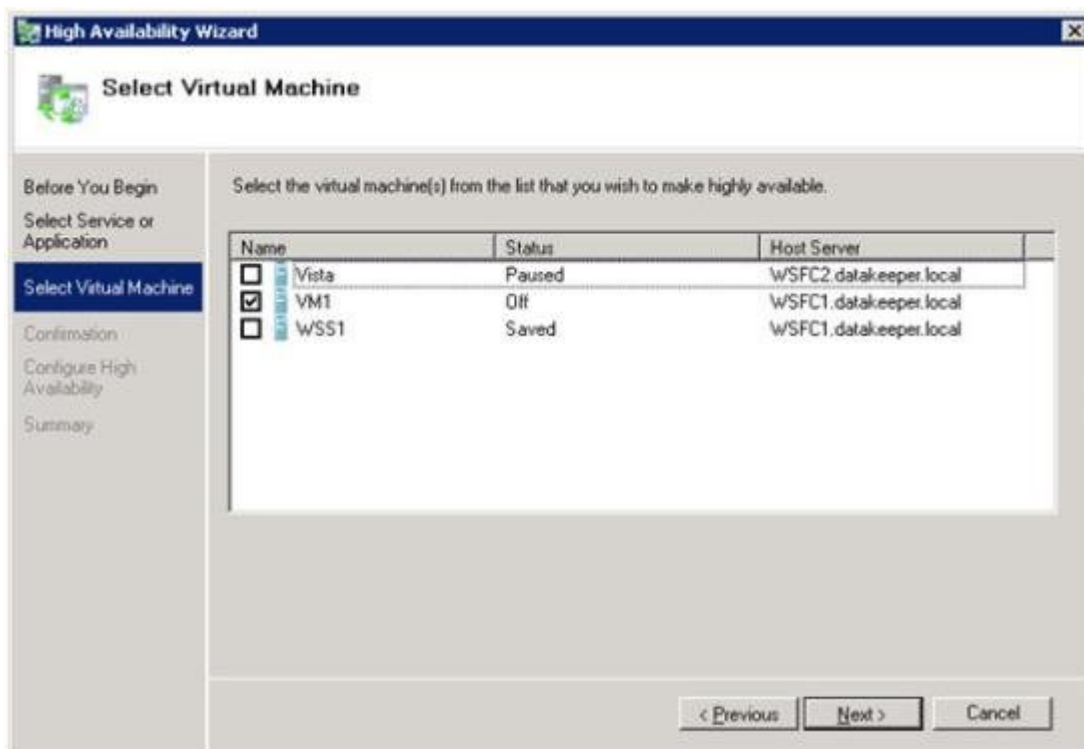 High Availability Wizard
Select Virtual Machine
Before You Begin
Select Service or
Application
Select Virtual Machine
Confirmation
Configure High
Availability
Summary
Select the virtual machine(s) from the list that you wish to make highly available.
Name Status Host Server
Vista Paused WSFC2.datakeeper.local
VM1 Off WSFC1.datakeeper.local
WSS1 Saved WSFC1.datakeeper.local
< Previous Next > Cancel